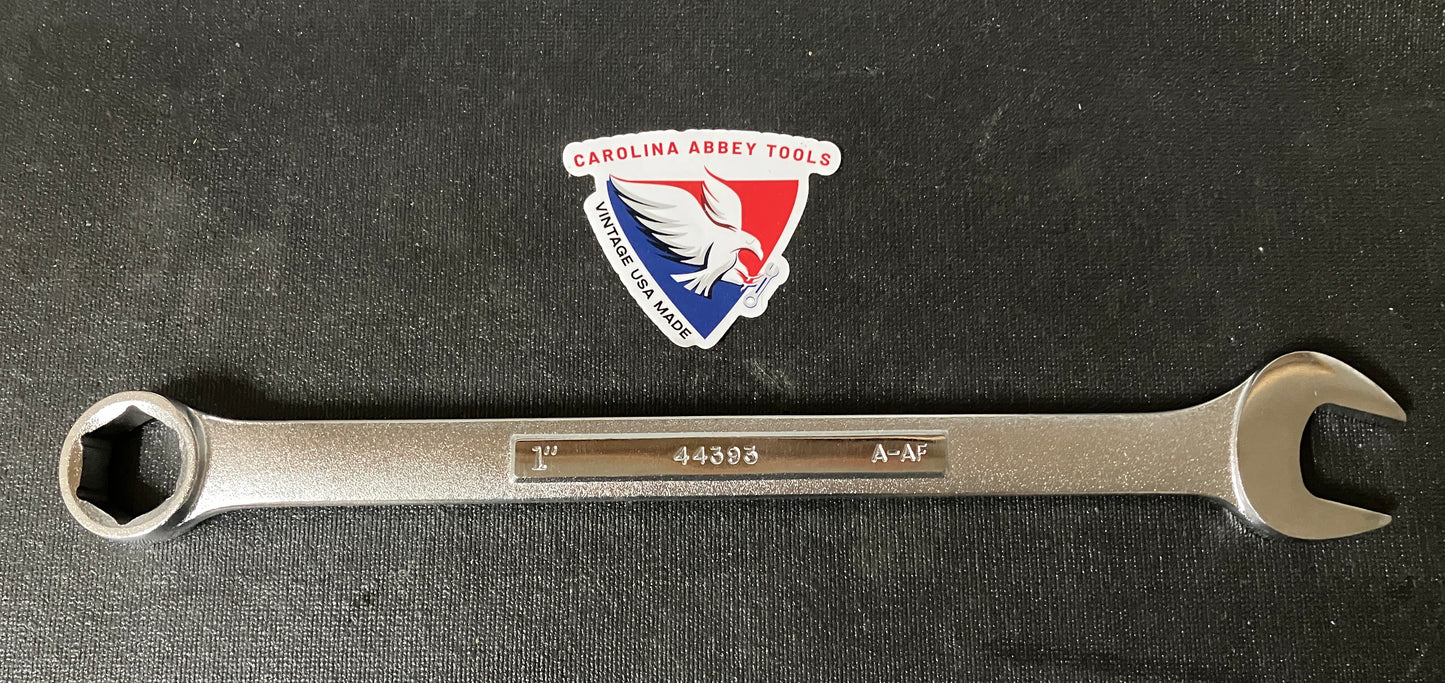 CAROLINA ABBEY TOOLS
VINTAGE USA MADE
1" 44393 A-AF